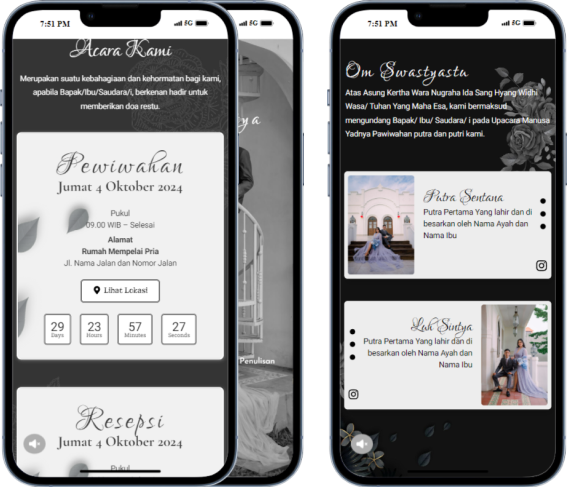 7:51 PM
5G
Acara Kami
Merupakan suatu kebahagiaan dan kehormatan bagi kami,
apabila Bapak/Ibu/Saudara/i, berkenan hadir untuk
memberikan doa restu.
Pewiwahan
Jumat 4 Oktober 2024
Pukul
09.00 WIB – Selesai
Alamat
Rumah Mempelai Pria
Jl. Nama Jalan dan Nomor Jalan
Lihat Lokasi
29 23 57 27
Days Hours Minutes Seconds
Resepsi
Jumat 4 Oktober 2024
Pukul
5G
ya
Penulisan
7:51 PM
5G
Om Swastyastu
Atas Asung Kertha Wara Nugraha Ida Sang Hyang Widhi
Wasa/ Tuhan Yang Maha Esa, kami bermaksud
mengundang Bapak/ Ibu/ Saudara/ i pada Upacara Manusa
Yadnya Pawiwahan putra dan putri kami.
Putra Sentana
Putra Pertama Yang lahir dan di
besarkan oleh Nama Ayah dan
Nama Ibu
Luh Sintya
Putra Pertama Yang lahir dan di
besarkan oleh Nama Ayah dan
Nama Ibu